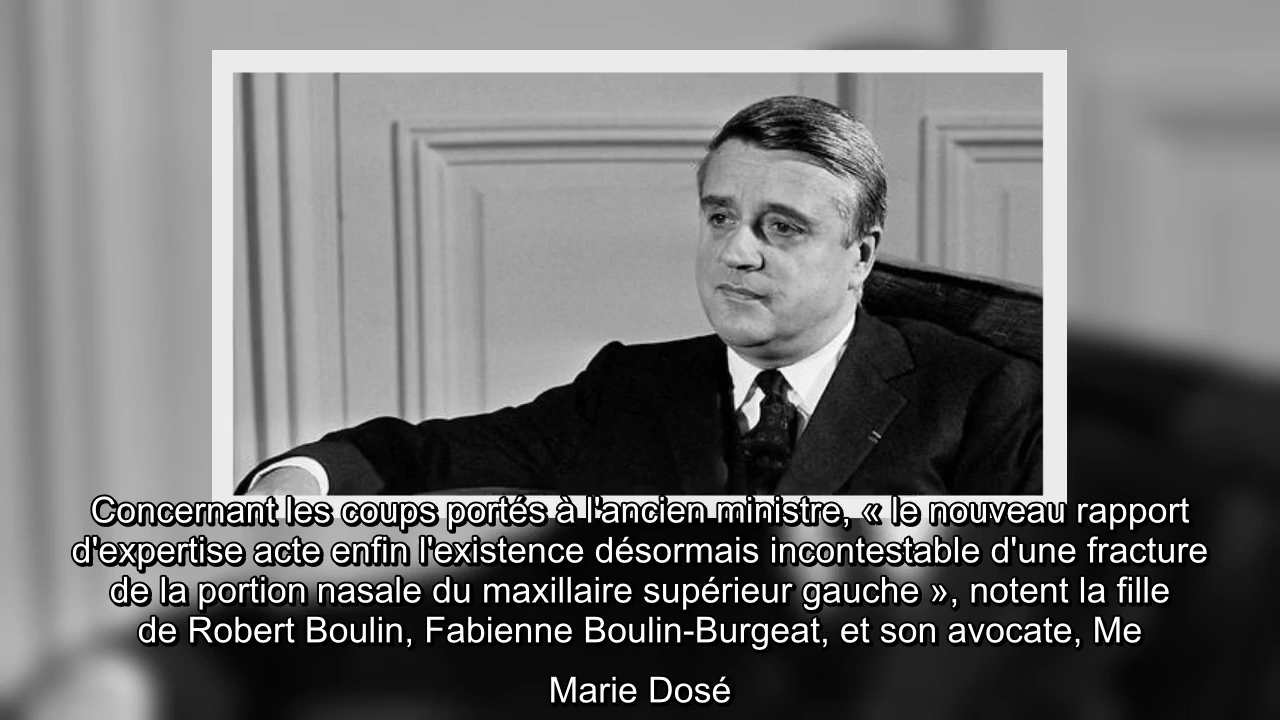 Concernant les coups portés à l'ancien ministre, « le nouveau rapport
d'expertise acte enfin l'existence désormais incontestable d'une fracture
de la portion nasale du maxillaire supérieur gauche », notent la fille
de Robert Boulin, Fabienne Boulin-Burgeat, et son avocate, Me
Marie Dosé